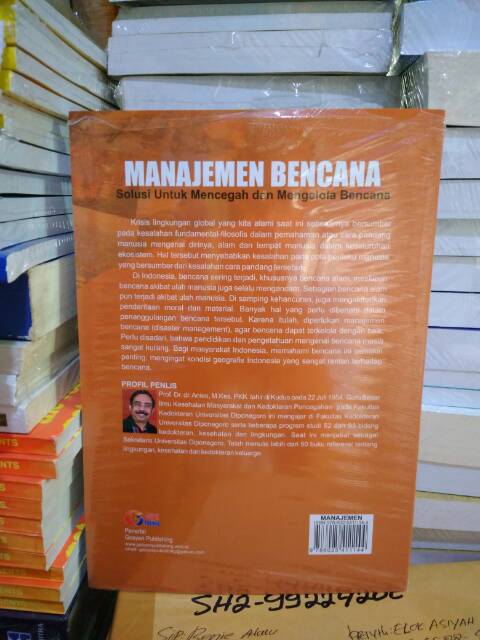 MANAJEMEN BENCANA
Solusi Untuk Mencegah dan Mengelola Bencana
Krisis lingkungan global yang kita alami saat ini sebenarnya bersumber
pada kesalahan fundamental-filosofis dalam pemahaman atau cara pandang
manusia mengenai dirinya, alam dan tempat manusia dalam keseluruhan
ekosistem. Hal tersebut menyebabkan kesalahan pada pola perilaku manusia
yang bersumber dari kesalahan cara pandang tersebut.
Di Indonesia, bencana sering terjadi, khususnya bencana alam, meskipun
bencana akibat ulah manusia juga selalu mengancam. Sebagian bencana alam
pun terjadi akibat ulah manusia. Di samping kehancuran, juga mengakibatkan
penderitaan moral dan material. Banyak hal yang perlu dibenahi dalam
penanggulangan bencana tersebut. Karena itulah, diperlukan manajemen
bencana (disaster management), agar bencana dapat terkelola dengan baik.
Perlu disadari, bahwa pendidikan dan pengetahuan mengenai bencana masih
sangat kurang. Bagi masyarakat Indonesia, memahami bencana ini semakin
penting, mengingat kondisi geografis Indonesia yang sangat rentan terhadap
bencana.
PROFIL PENLIS
Prof. Dr. dr. Anies, M.Kes, PKK, lahir di Kudus pada 22 Juli 1954. Guru Besar
Ilmu Kesehatan Masyarakat dan Kedokteran Pencegahan pada Fakultas
Kedokteran Universitas Diponegoro ini mengajar di Fakultas Kedokteran
Universitas Diponegoro serta beberapa program studi S2 dan S3 bidang
kedokteran, kesehatan dan lingkungan. Saat ini menjabat sebagai
Sekretaris Universitas Diponegoro. Telah menulis lebih dari 50 buku referensi tentang
lingkungan, kesehatan dan kedokteran keluarga.
Penerbit
Gosyen Publishing
MANAJEMEN
SH2-99224202
ENTS